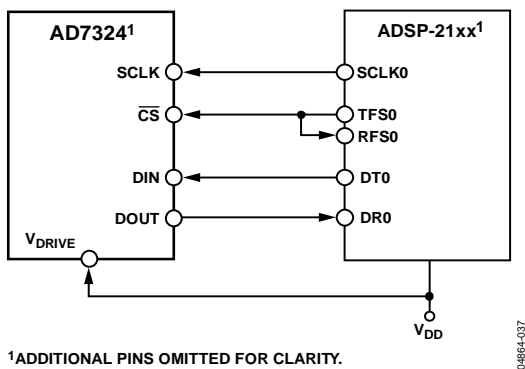 AD7324¹
ADSP-21xx¹
SCLK
SCLK0
CS
TFS0
RFS0
DIN
DT0
DOUT
DR0
VDRIVE
VDD
¹ADDITIONAL PINS OMITTED FOR CLARITY.
04864-037